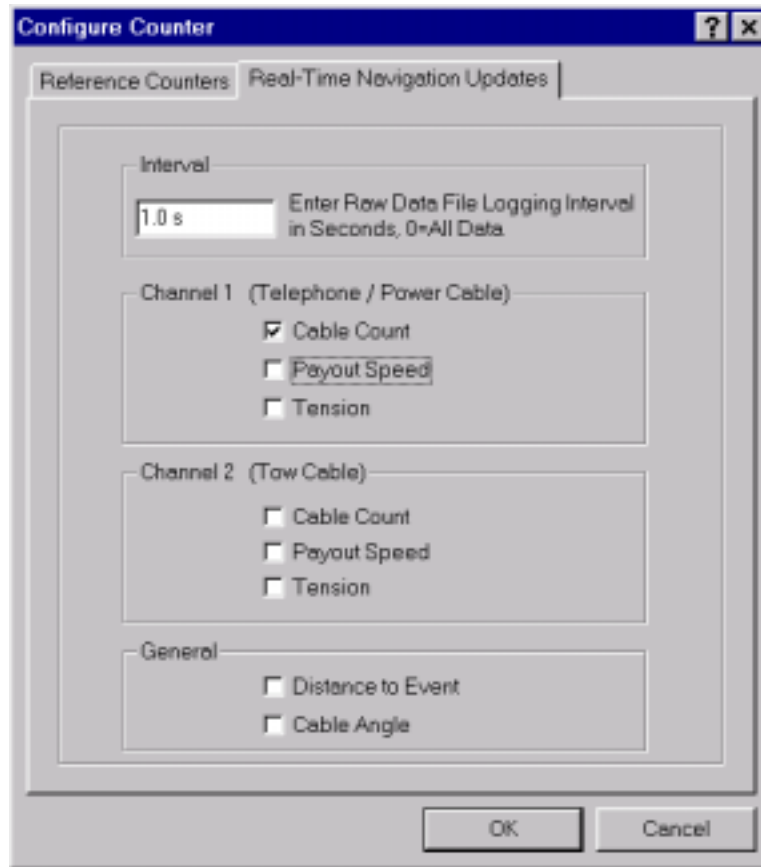 Configure Counter
Reference Counters
Real-Time Navigation Updates
Interval
1.0 s
Enter Raw Data File Logging Interval
in Seconds, 0=All Data
Channel 1 (Telephone / Power Cable)
Cable Count
Payout Speed
Tension
Channel 2 (Tow Cable)
Cable Count
Payout Speed
Tension
General
Distance to Event
Cable Angle
OK
Cancel